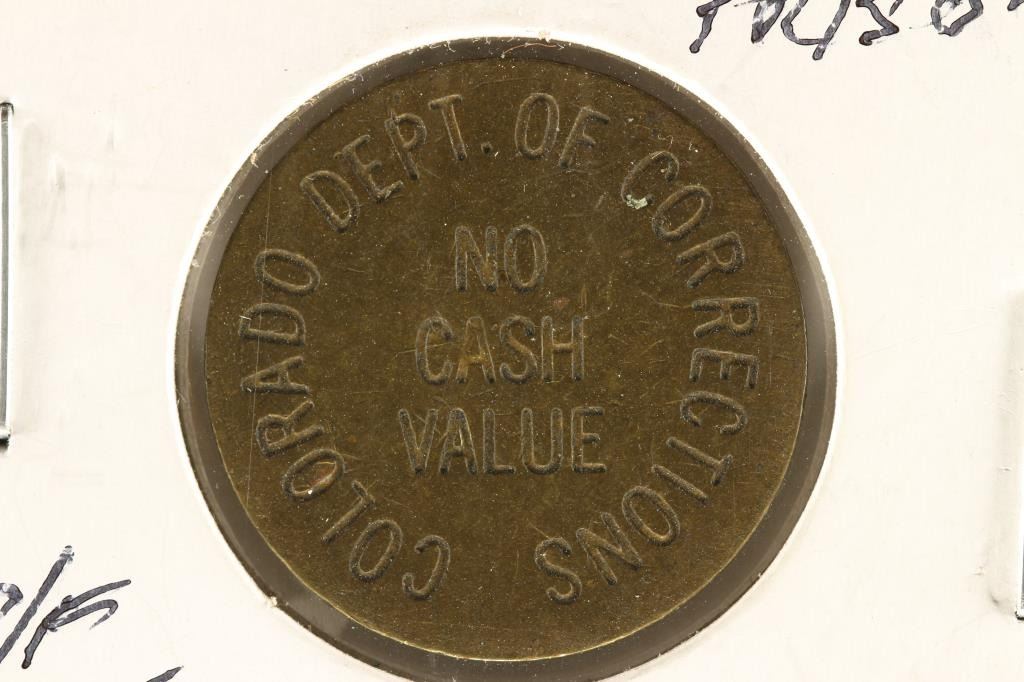 COLORADO DEPT. OF CORRECTIONS
NO
CASH
VALUE